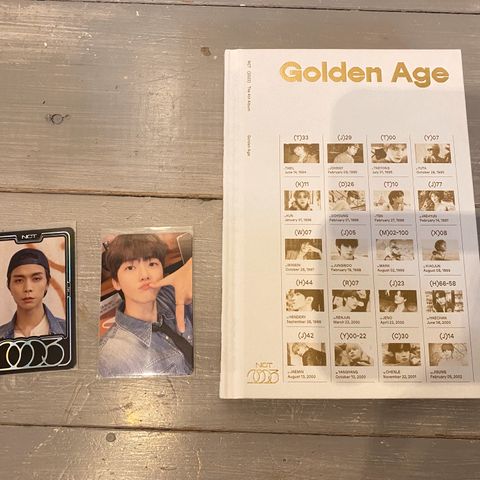 NCT
NCT (2023) The 4th Album
Golden Age
Golden Age
(T)33 (J)29 (T)00 (Y)07
TAEIL JOHNNY TAEYONG YUTA
June 14, 1994 February 09, 1995 July 01, 1995 October 26, 1995
(K)11 (D)26 (T)10 (J)77
KUN DOYOUNG TEN JAEHYUN
January 01, 1996 February 01, 1996 February 27, 1996 February 14, 1997
(W)07 (J)05 (M)02-100 (X)08
WINWIN JUNGWOO MARK XIAOJUN
October 28, 1997 February 19, 1998 August 02, 1999 August 08, 1999
(H)44 (R)07 (J)23 (H)66-58
HENDERY RENJUN JENO HAECHAN
September 28, 1999 March 23, 2000 April 23, 2000 June 06, 2000
(J)42 (Y)00-22 (C)30 (J)14
JAEMIN YANGYANG CHENLE JISUNG
August 13, 2000 October 10, 2000 November 22, 2001 February 05, 2002
NCT